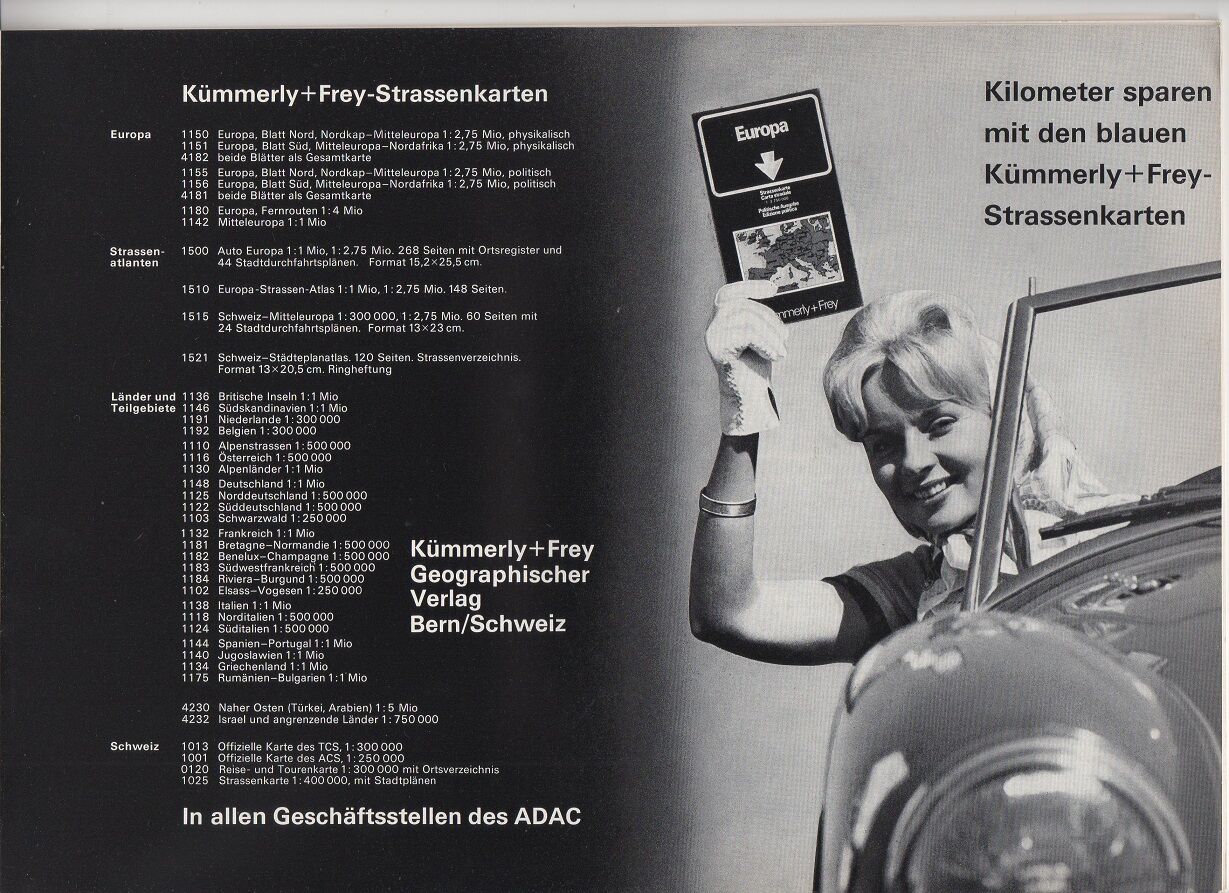 Kümmerly+Frey-Strassenkarten
Europa 1150 Europa, Blatt Nord, Nordkap–Mitteleuropa 1:2,75 Mio, physikalisch
1151 Europa, Blatt Süd, Mitteleuropa–Nordafrika 1:2,75 Mio, physikalisch
4182 beide Blätter als Gesamtkarte
1155 Europa, Blatt Nord, Nordkap–Mitteleuropa 1:2,75 Mio, politisch
1156 Europa, Blatt Süd, Mitteleuropa–Nordafrika 1:2,75 Mio, politisch
4181 beide Blätter als Gesamtkarte
1180 Europa, Fernrouten 1:4 Mio
1142 Mitteleuropa 1:1 Mio
Strassen- 1500 Auto Europa 1:1 Mio, 1:2,75 Mio. 268 Seiten mit Ortsregister und
atlanten 44 Stadtdurchfahrtsplänen. Format 15,2×25,5 cm.
1510 Europa-Strassen-Atlas 1:1 Mio, 1:2,75 Mio. 148 Seiten.
1515 Schweiz–Mitteleuropa 1:300 000, 1:2,75 Mio. 60 Seiten mit
24 Stadtdurchfahrtsplänen. Format 13×23 cm.
1521 Schweiz–Städteplanatlas. 120 Seiten. Strassenverzeichnis.
Format 13×20,5 cm. Ringheftung
Länder und 1136 Britische Inseln 1:1 Mio
Teilgebiete 1146 Südskandinavien 1:1 Mio
1191 Niederlande 1:300 000
1192 Belgien 1:300 000
1110 Alpenstrassen 1:500 000
1116 Österreich 1:500 000
1130 Alpenländer 1:1 Mio
1148 Deutschland 1:1 Mio
1125 Norddeutschland 1:500 000
1122 Süddeutschland 1:500 000
1103 Schwarzwald 1:250 000
1132 Frankreich 1:1 Mio
1181 Bretagne–Normandie 1:500 000
1182 Benelux–Champagne 1:500 000
1183 Südwestfrankreich 1:500 000
1184 Riviera–Burgund 1:500 000
1102 Elsass–Vogesen 1:250 000
1138 Italien 1:1 Mio
1118 Norditalien 1:500 000
1124 Süditalien 1:500 000
1144 Spanien–Portugal 1:1 Mio
1140 Jugoslawien 1:1 Mio
1134 Griechenland 1:1 Mio
1175 Rumänien–Bulgarien 1:1 Mio
4230 Naher Osten (Türkei, Arabien) 1:5 Mio
4232 Israel und angrenzende Länder 1:750 000
Schweiz 1013 Offizielle Karte des TCS, 1:300 000
1001 Offizielle Karte des ACS, 1:250 000
0120 Reise- und Tourenkarte 1:300 000 mit Ortsverzeichnis
1025 Strassenkarte 1:400 000, mit Stadtplänen
In allen Geschäftsstellen des ADAC
Kümmerly+Frey
Geographischer
Verlag
Bern/Schweiz
Europa
Strassenkarte
Carta stradale
Politische Ausgabe
Edizione politica
mmerly+Frey
Kilometer sparen
mit den blauen
Kümmerly+Frey-
Strassenkarten